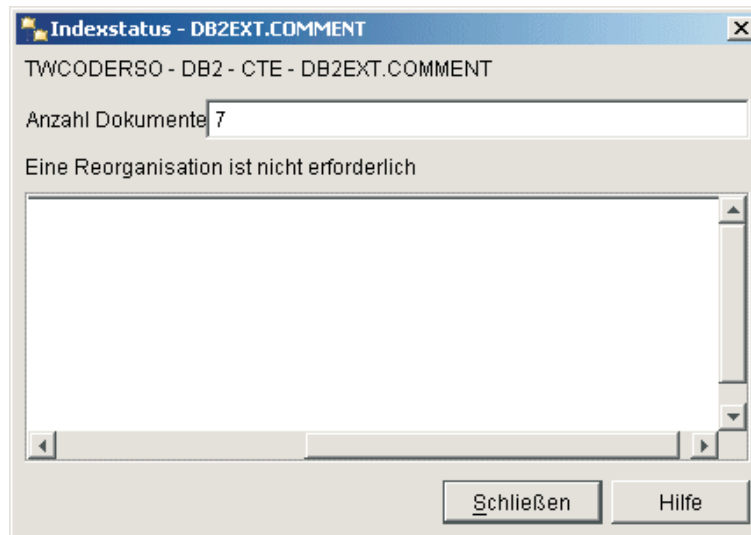 Indexstatus - DB2EXT.COMMENT
TWCODERSO - DB2 - CTE - DB2EXT.COMMENT
Anzahl Dokumente 7
Eine Reorganisation ist nicht erforderlich
Schließen Hilfe